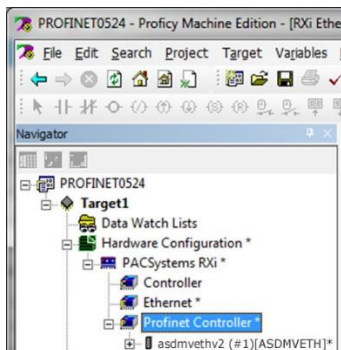 PROFINET0524 - Proficy Machine Edition - [RXi Ethe
File Edit Search Project Target Variables
Navigator
PROFINET0524
Target1
Data Watch Lists
Hardware Configuration *
PACSystems RXi *
Controller
Ethernet *
Profinet Controller *
asdmvethv2 (#1)[ASDMVETH]*